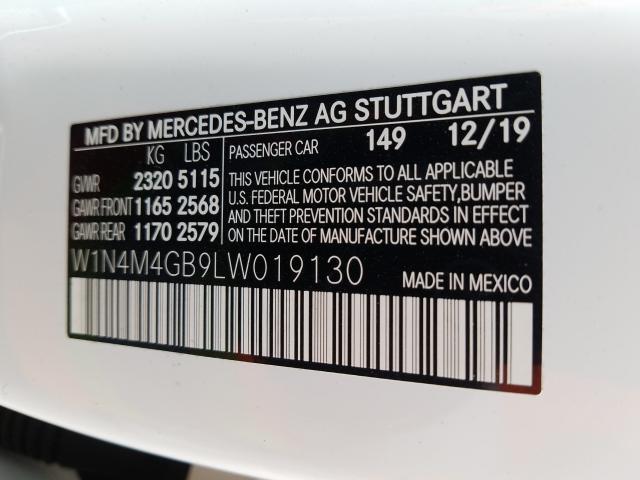 MFD BY MERCEDES-BENZ AG STUTTGART
KG LBS PASSENGER CAR 149 12/19
GVWR 2320 5115
GAWR FRONT 1165 2568
GAWR REAR 1170 2579
THIS VEHICLE CONFORMS TO ALL APPLICABLE
U.S. FEDERAL MOTOR VEHICLE SAFETY, BUMPER
AND THEFT PREVENTION STANDARDS IN EFFECT
ON THE DATE OF MANUFACTURE SHOWN ABOVE.
W1N4M4GB9LW019130 MADE IN MEXICO